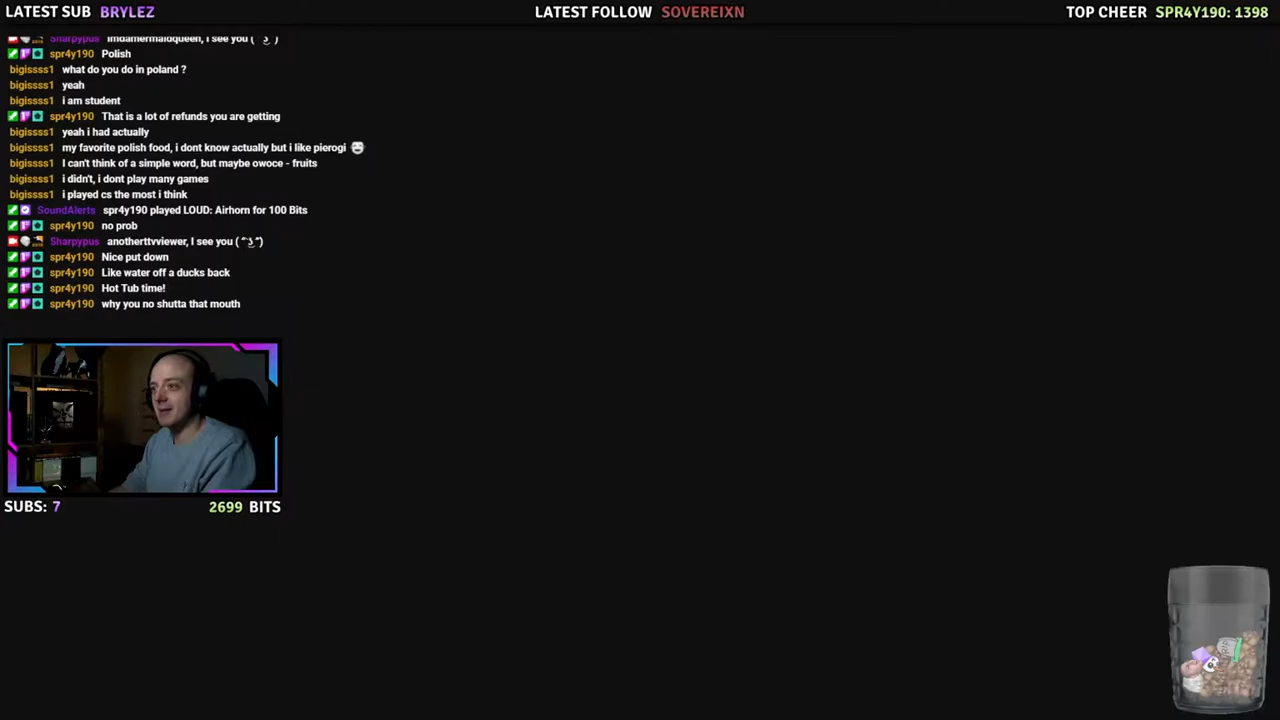 LATEST SUB BRYLEZ
LATEST FOLLOW SOVEREIXN
TOP CHEER SPR4Y190: 1398
Sharpypus imdamermaidqueen, I see you ( ͡ʖ )
spr4y190 Polish
bigissss1 what do you do in poland ?
bigissss1 yeah
bigissss1 i am student
spr4y190 That is a lot of refunds you are getting
bigissss1 yeah i had actually
bigissss1 my favorite polish food, i dont know actually but i like pierogi
bigissss1 I can't think of a simple word, but maybe owoce - fruits
bigissss1 i didn't, i dont play many games
bigissss1 i played cs the most i think
SoundAlerts spr4y190 played LOUD: Airhorn for 100 Bits
spr4y190 no prob
Sharpypus anotherttvviewer, I see you ( ͡° ͜ʖ ͡°)
spr4y190 Nice put down
spr4y190 Like water off a ducks back
spr4y190 Hot Tub time!
spr4y190 why you no shutta that mouth
SUBS: 7
2699 BITS